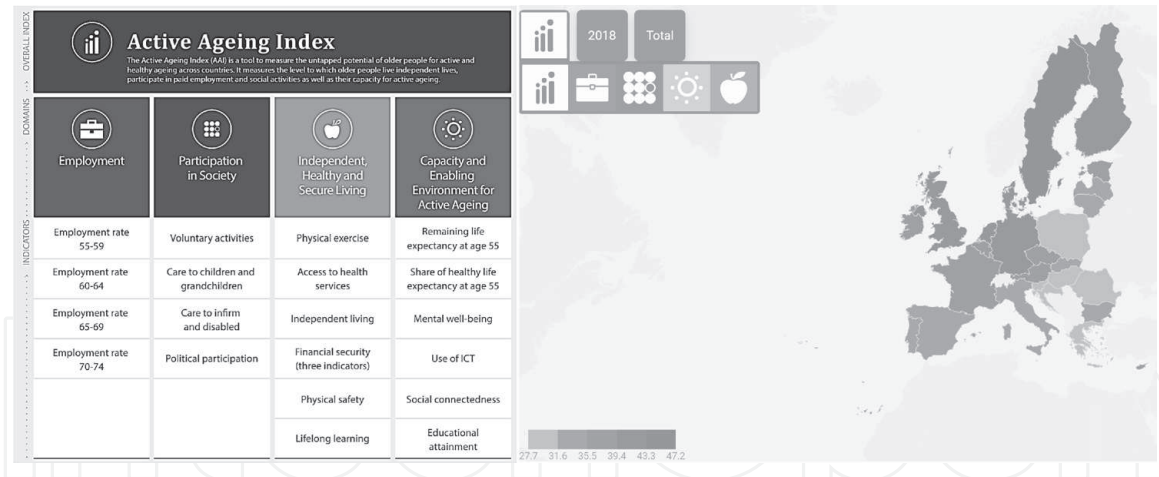 OVERALL INDEX
Active Ageing Index
The Active Ageing Index (AAI) is a tool to measure the untapped potential of older people for active and
healthy ageing across countries. It measures the level to which older people live independent lives,
participate in paid employment and social activities as well as their capacity for active ageing.
DOMAINS
Employment
Participation
in Society
Independent,
Healthy and
Secure Living
Capacity and
Enabling
Environment for
Active Ageing
INDICATORS
Employment rate
55-59
Voluntary activities
Physical exercise
Remaining life
expectancy at age 55
Employment rate
60-64
Care to children and
grandchildren
Access to health
services
Share of healthy life
expectancy at age 55
Employment rate
65-69
Care to infirm
and disabled
Independent living
Mental well-being
Employment rate
70-74
Political participation
Financial security
(three indicators)
Use of ICT
Physical safety
Social connectedness
Lifelong learning
Educational
attainment
2018
Total
27.7 31.6 35.5 39.4 43.3 47.2